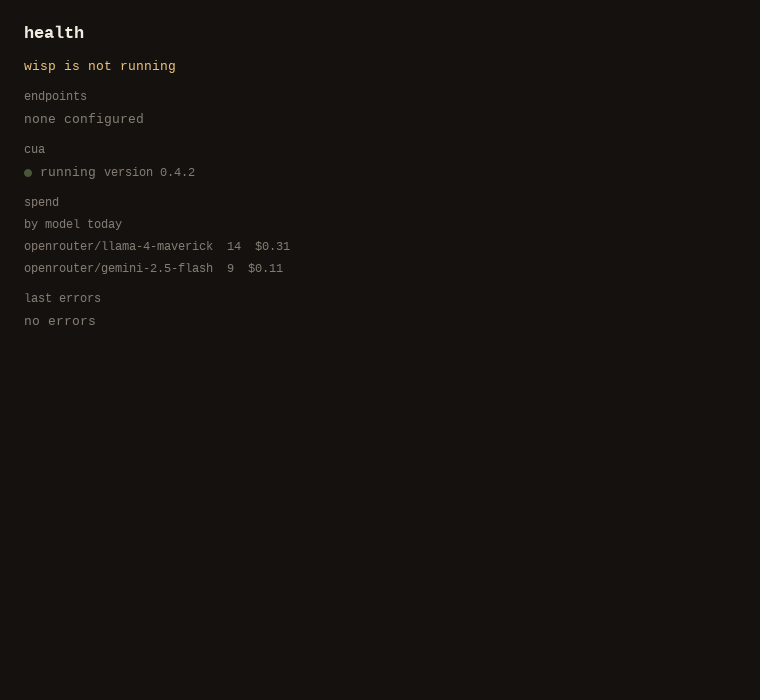 health
wisp is not running
endpoints
none configured
cua
running version 0.4.2
spend
by model today
openrouter/llama-4-maverick 14 $0.31
openrouter/gemini-2.5-flash 9 $0.11
last errors
no errors